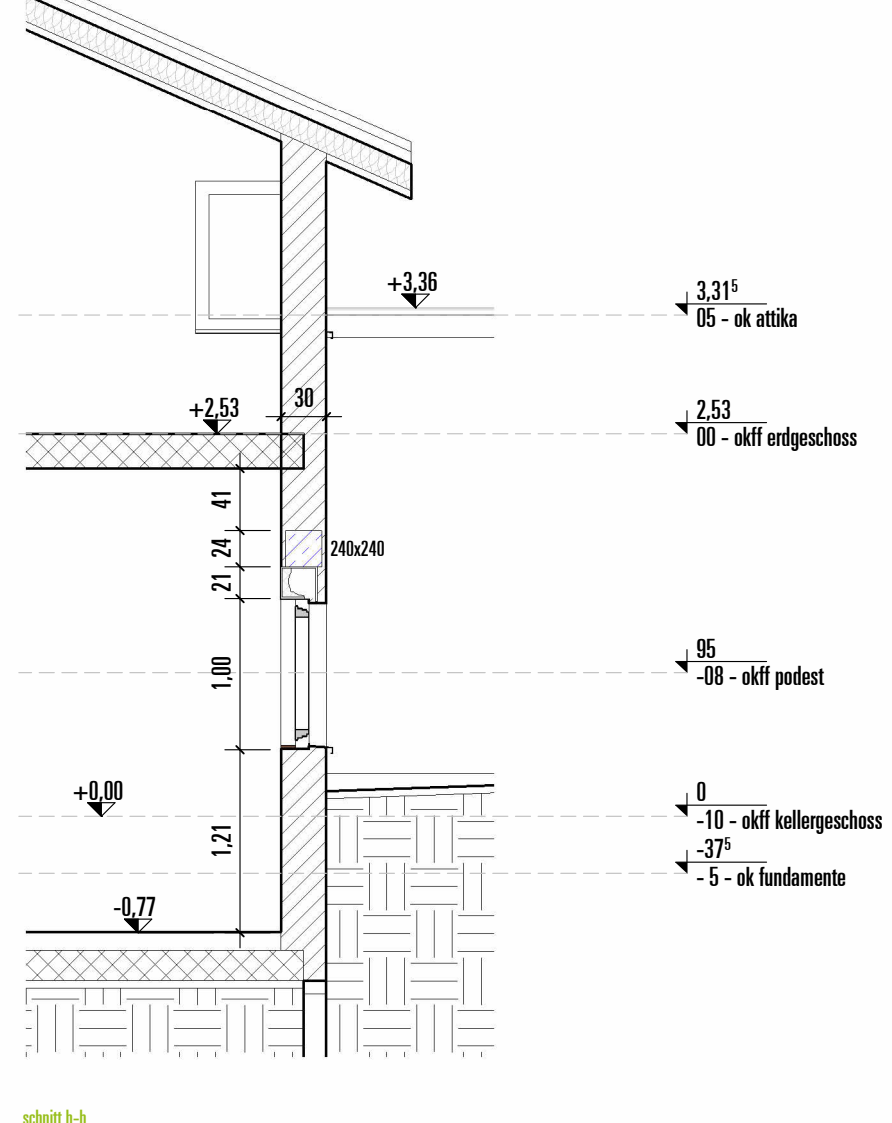 +3,36
3,31⁵
05 - ok attika
30
+2,53
2,53
00 - okff erdgeschoss
41
24
240x240
21
1,00
95
-08 - okff podest
+0,00
0
-10 - okff kellergeschoss
1,21
-37⁵
- 5 - ok fundamente
-0,77
schnitt h-h